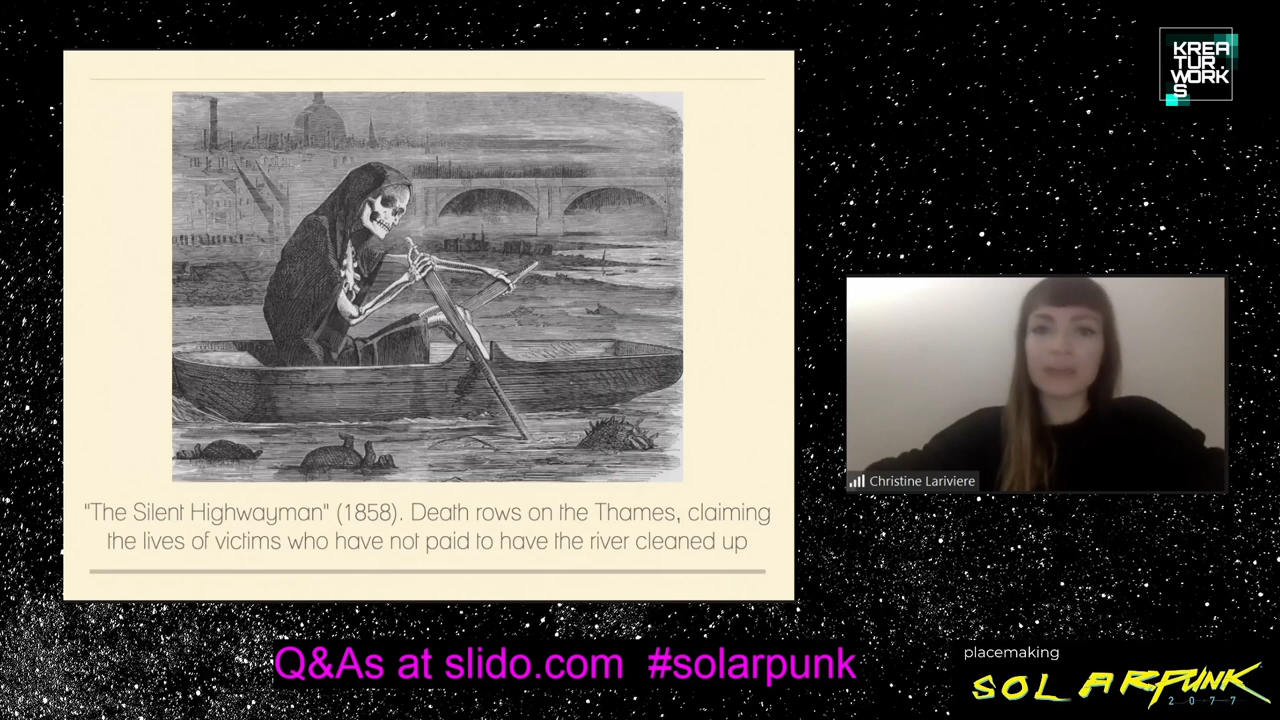 KREA
TUR.
WORK
S
"The Silent Highwayman" (1858). Death rows on the Thames, claiming
the lives of victims who have not paid to have the river cleaned up
Christine Lariviere
Q&As at slido.com #solarpunk
placemaking
SOLARPUNK
2077